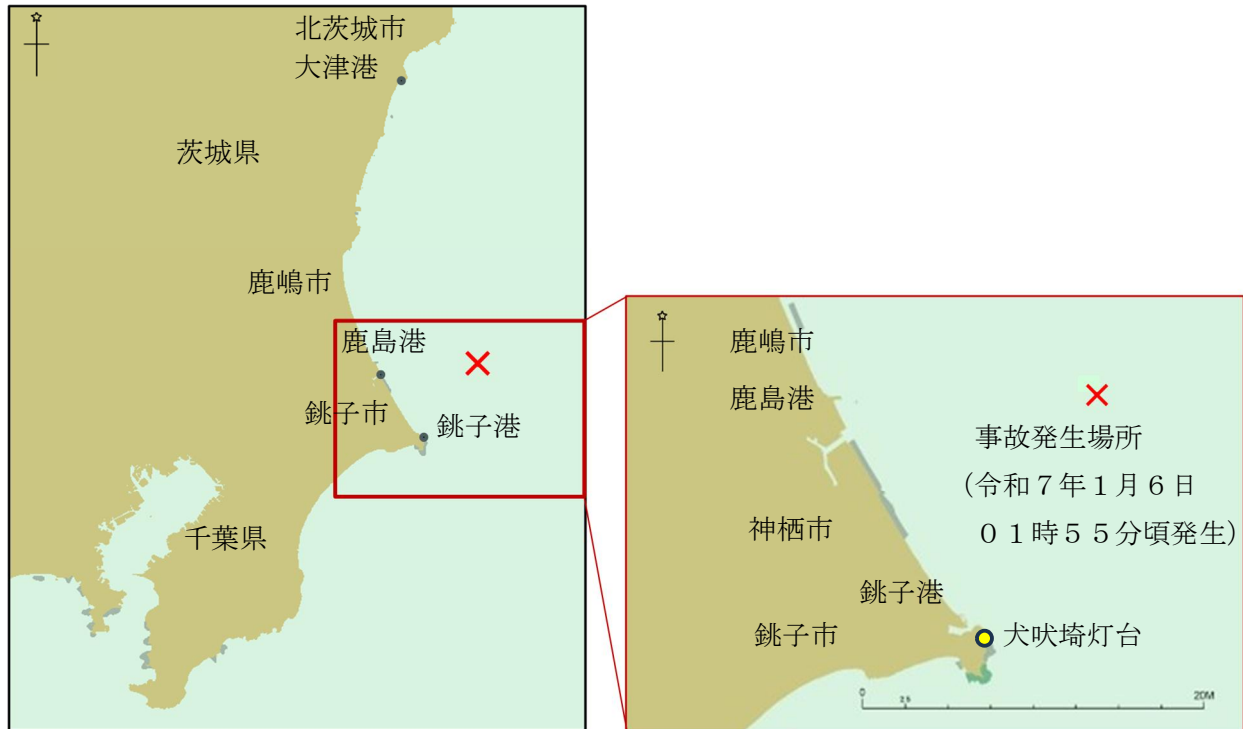 北茨城市
大津港
茨城県
鹿嶋市
鹿島港
銚子市
銚子港
千葉県
鹿嶋市
鹿島港
事故発生場所
(令和7年1月6日
01時55分頃発生)
神栖市
銚子港
銚子市
犬吠埼灯台
0
2.5
20M